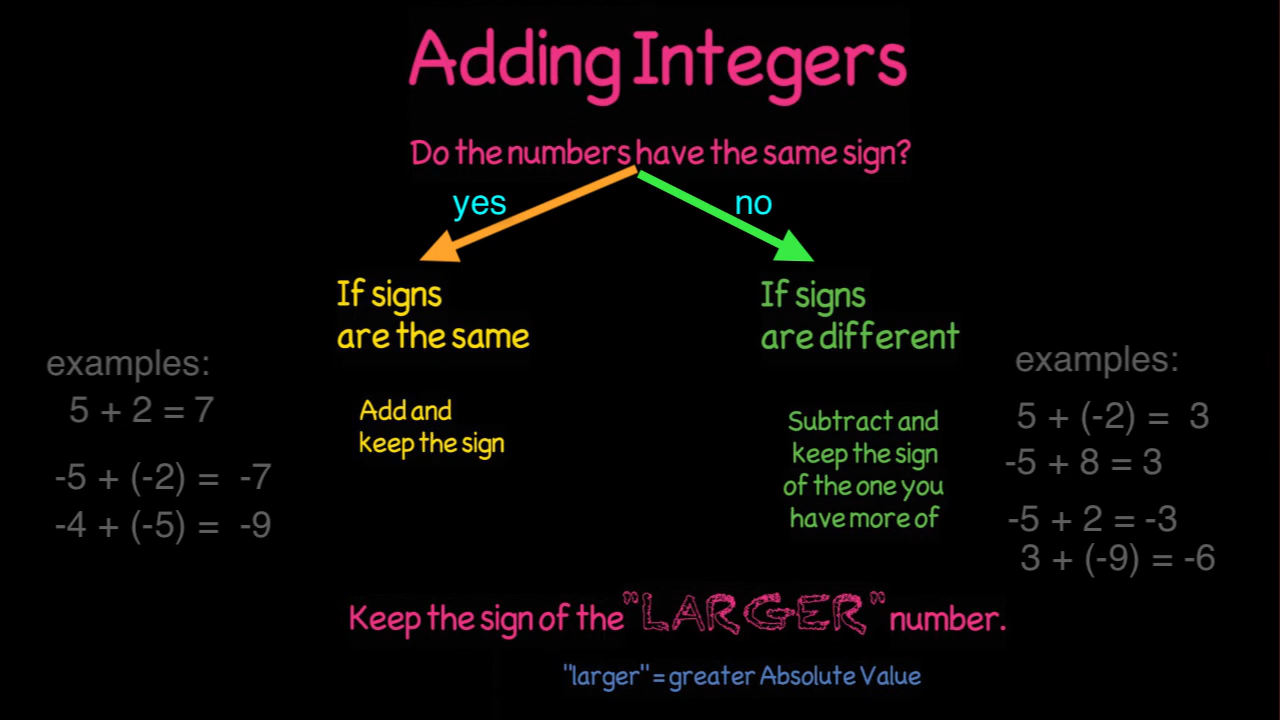 Adding Integers
Do the numbers have the same sign?
yes
no
If signs
are the same
If signs
are different
examples:
5 + 2 = 7
-5 + (-2) = -7
-4 + (-5) = -9
Add and
keep the sign
Subtract and
keep the sign
of the one you
have more of
examples:
5 + (-2) = 3
-5 + 8 = 3
-5 + 2 = -3
3 + (-9) = -6
Keep the sign of the "LARGER" number.
"larger" = greater Absolute Value